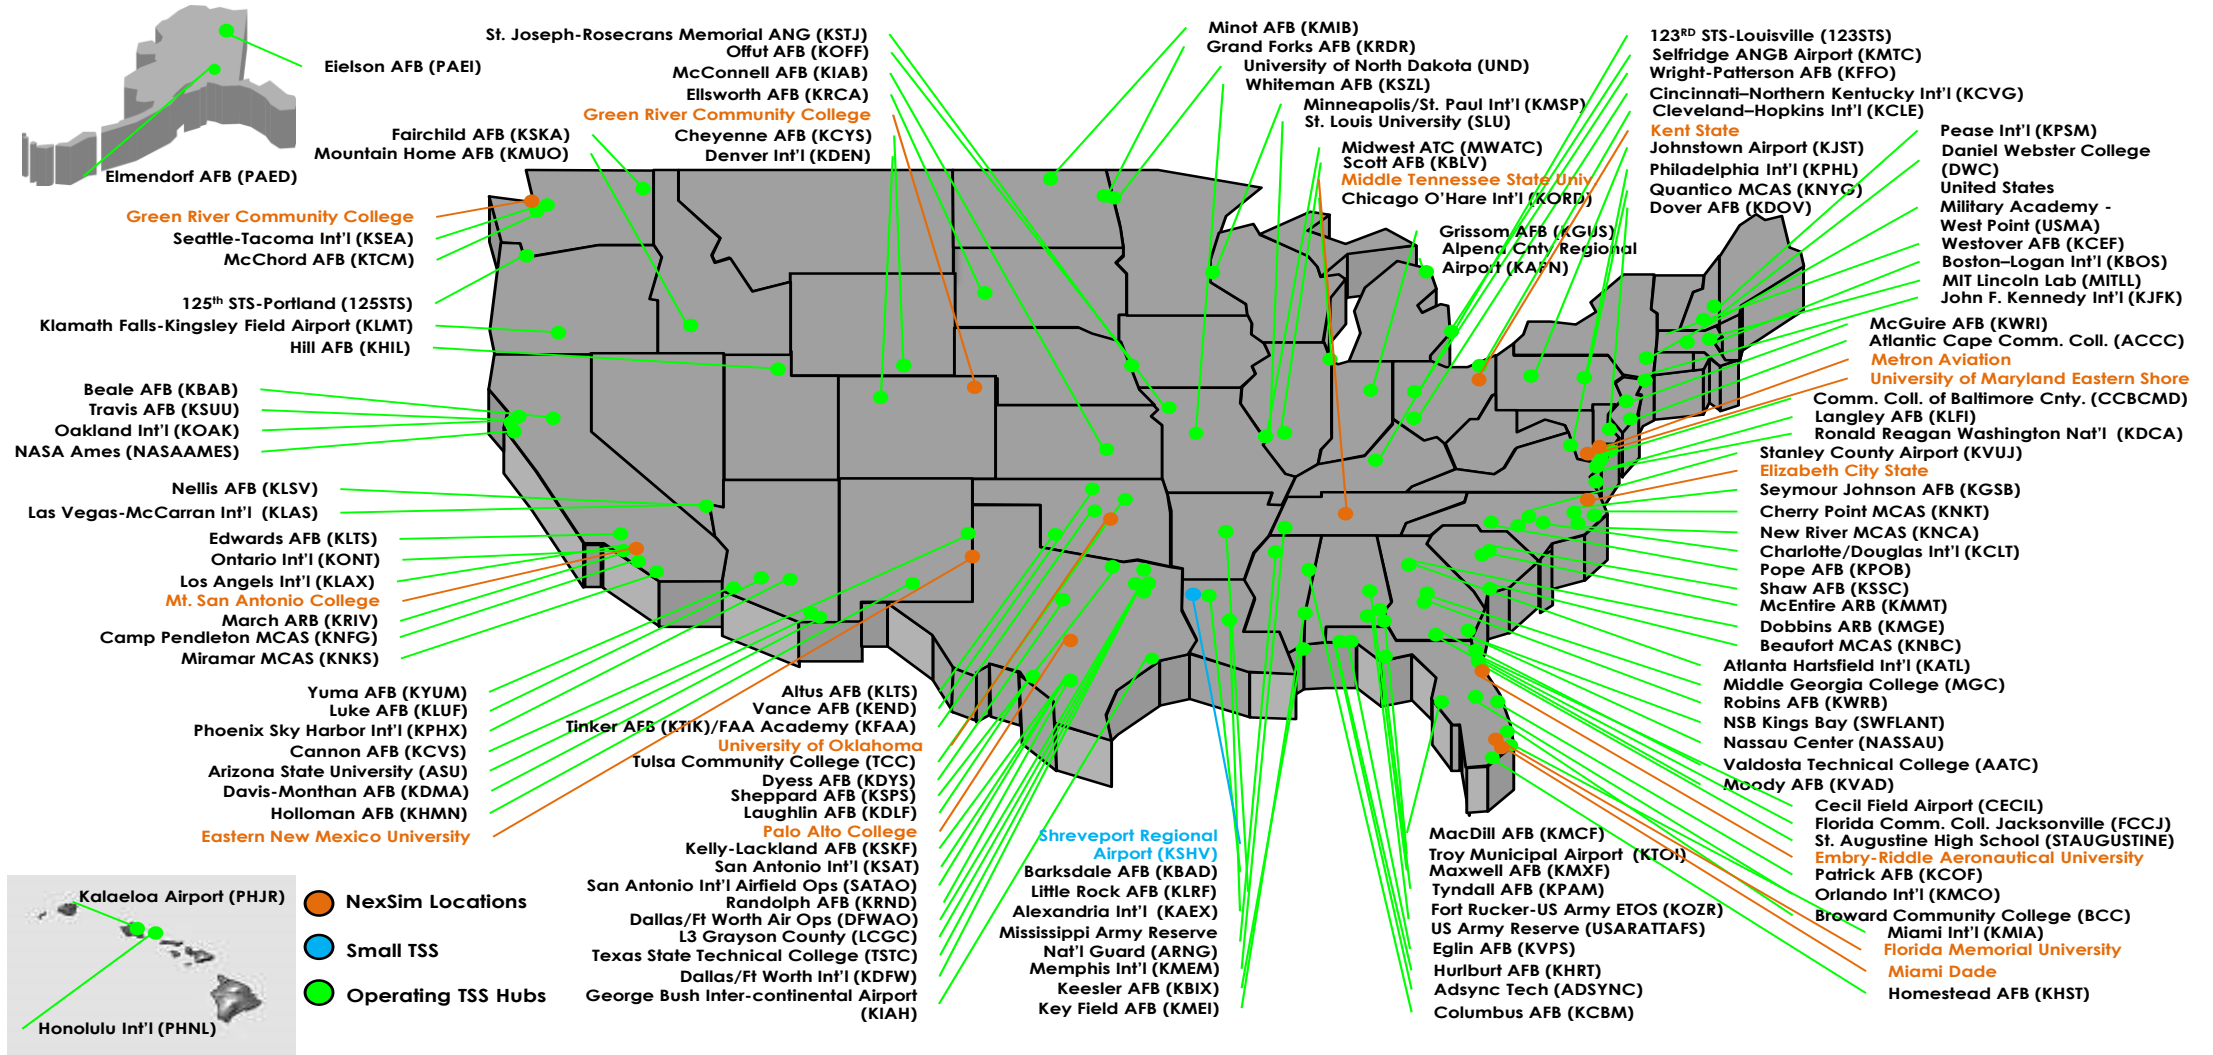 Eielson AFB (PAEI)
Elmendorf AFB (PAED)
St. Joseph-Rosecrans Memorial ANG (KSTJ)
Offut AFB (KOFF)
McConnell AFB (KIAB)
Ellsworth AFB (KRCA)
Green River Community College
Cheyenne AFB (KCYS)
Denver Int'l (KDEN)
Fairchild AFB (KSKA)
Mountain Home AFB (KMUO)
Minot AFB (KMIB)
Grand Forks AFB (KRDR)
University of North Dakota (UND)
Whiteman AFB (KSZL)
Minneapolis/St. Paul Int'l (KMSP)
St. Louis University (SLU)
Midwest ATC (MWATC)
Scott AFB (KBLV)
Middle Tennessee State Univ
Chicago O'Hare Int'l (KORD)
Grissom AFB (KGUS)
Alpena Cnty Regional
Airport (KAPN)
123RD STS-Louisville (123STS)
Selfridge ANGB Airport (KMTC)
Wright-Patterson AFB (KFFO)
Cincinnati–Northern Kentucky Int'l (KCVG)
Cleveland–Hopkins Int'l (KCLE)
Kent State
Johnstown Airport (KJST)
Philadelphia Int'l (KPHL)
Quantico MCAS (KNYG)
Dover AFB (KDOV)
Pease Int'l (KPSM)
Daniel Webster College
(DWC)
United States
Military Academy -
West Point (USMA)
Westover AFB (KCEF)
Boston–Logan Int'l (KBOS)
MIT Lincoln Lab (MITLL)
John F. Kennedy Int'l (KJFK)
McGuire AFB (KWRI)
Atlantic Cape Comm. Coll. (ACCC)
Metron Aviation
University of Maryland Eastern Shore
Comm. Coll. of Baltimore Cnty. (CCBCMD)
Langley AFB (KLFI)
Ronald Reagan Washington Nat'l (KDCA)
Stanley County Airport (KVUJ)
Elizabeth City State
Seymour Johnson AFB (KGSB)
Cherry Point MCAS (KNKT)
New River MCAS (KNCA)
Charlotte/Douglas Int'l (KCLT)
Pope AFB (KPOB)
Shaw AFB (KSSC)
McEntire ARB (KMMT)
Dobbins ARB (KMGE)
Beaufort MCAS (KNBC)
Atlanta Hartsfield Int'l (KATL)
Middle Georgia College (MGC)
Robins AFB (KWRB)
NSB Kings Bay (SWFLANT)
Nassau Center (NASSAU)
Valdosta Technical College (AATC)
Moody AFB (KVAD)
Cecil Field Airport (CECIL)
Florida Comm. Coll. Jacksonville (FCCJ)
St. Augustine High School (STAUGUSTINE)
Embry-Riddle Aeronautical University
Patrick AFB (KCOF)
Orlando Int'l (KMCO)
Broward Community College (BCC)
Miami Int'l (KMIA)
Florida Memorial University
Miami Dade
Homestead AFB (KHST)
Green River Community College
Seattle-Tacoma Int'l (KSEA)
McChord AFB (KTCM)
125th STS-Portland (125STS)
Klamath Falls-Kingsley Field Airport (KLMT)
Hill AFB (KHIL)
Beale AFB (KBAB)
Travis AFB (KSUU)
Oakland Int'l (KOAK)
NASA Ames (NASAAMES)
Nellis AFB (KLSV)
Las Vegas-McCarran Int'l (KLAS)
Edwards AFB (KLTS)
Ontario Int'l (KONT)
Los Angels Int'l (KLAX)
Mt. San Antonio College
March ARB (KRIV)
Camp Pendleton MCAS (KNFG)
Miramar MCAS (KNKS)
Yuma AFB (KYUM)
Luke AFB (KLUF)
Phoenix Sky Harbor Int'l (KPHX)
Cannon AFB (KCVS)
Arizona State University (ASU)
Davis-Monthan AFB (KDMA)
Holloman AFB (KHMN)
Eastern New Mexico University
Altus AFB (KLTS)
Vance AFB (KEND)
Tinker AFB (KTIK)/FAA Academy (KFAA)
University of Oklahoma
Tulsa Community College (TCC)
Dyess AFB (KDYS)
Sheppard AFB (KSPS)
Laughlin AFB (KDLF)
Palo Alto College
Kelly-Lackland AFB (KSKF)
San Antonio Int'l (KSAT)
San Antonio Int'l Airfield Ops (SATAO)
Randolph AFB (KRND)
Dallas/Ft Worth Air Ops (DFWAO)
L3 Grayson County (LCGC)
Texas State Technical College (TSTC)
Dallas/Ft Worth Int'l (KDFW)
George Bush Inter-continental Airport
(KIAH)
Shreveport Regional
Airport (KSHV)
Barksdale AFB (KBAD)
Little Rock AFB (KLRF)
Alexandria Int'l (KAEX)
Mississippi Army Reserve
Nat'l Guard (ARNG)
Memphis Int'l (KMEM)
Keesler AFB (KBIX)
Key Field AFB (KMEI)
MacDill AFB (KMCF)
Troy Municipal Airport (KTOI)
Maxwell AFB (KMXF)
Tyndall AFB (KPAM)
Fort Rucker-US Army ETOS (KOZR)
US Army Reserve (USARATTAFS)
Eglin AFB (KVPS)
Hurlburt AFB (KHRT)
Adsync Tech (ADSYNC)
Columbus AFB (KCBM)
Kalaeloa Airport (PHJR)
Honolulu Int'l (PHNL)
NexSim Locations
Small TSS
Operating TSS Hubs